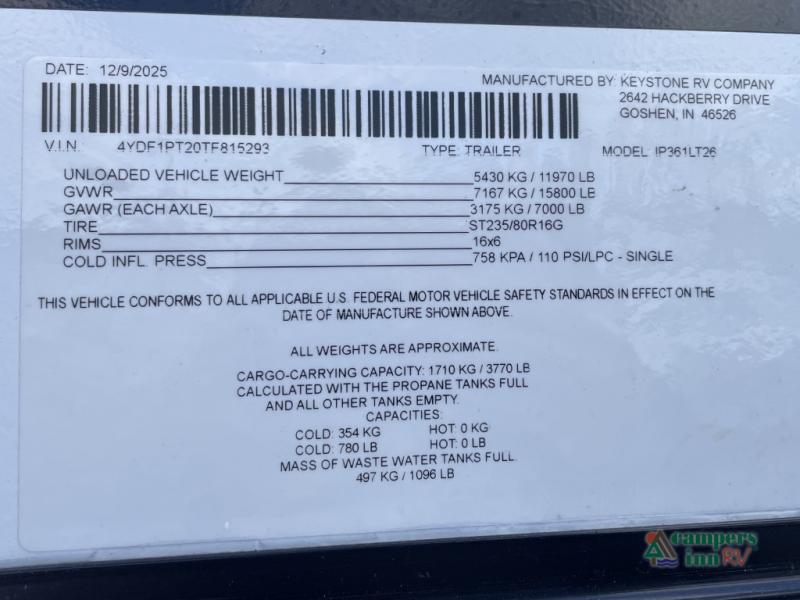 DATE: 12/9/2025
MANUFACTURED BY: KEYSTONE RV COMPANY
2642 HACKBERRY DRIVE
GOSHEN, IN 46526
V.I.N. 4YDF1PT20TF815293 TYPE: TRAILER MODEL: IP361LT26
UNLOADED VEHICLE WEIGHT 5430 KG / 11970 LB
GVWR 7167 KG / 15800 LB
GAWR (EACH AXLE) 3175 KG / 7000 LB
TIRE ST235/80R16G
RIMS 16x6
COLD INFL. PRESS 758 KPA / 110 PSI/LPC - SINGLE
THIS VEHICLE CONFORMS TO ALL APPLICABLE U.S. FEDERAL MOTOR VEHICLE SAFETY STANDARDS IN EFFECT ON THE
DATE OF MANUFACTURE SHOWN ABOVE.
ALL WEIGHTS ARE APPROXIMATE.
CARGO-CARRYING CAPACITY: 1710 KG / 3770 LB
CALCULATED WITH THE PROPANE TANKS FULL
AND ALL OTHER TANKS EMPTY.
CAPACITIES:
COLD: 354 KG HOT: 0 KG
COLD: 780 LB HOT: 0 LB
MASS OF WASTE WATER TANKS FULL
497 KG / 1096 LB
campers
inn RV